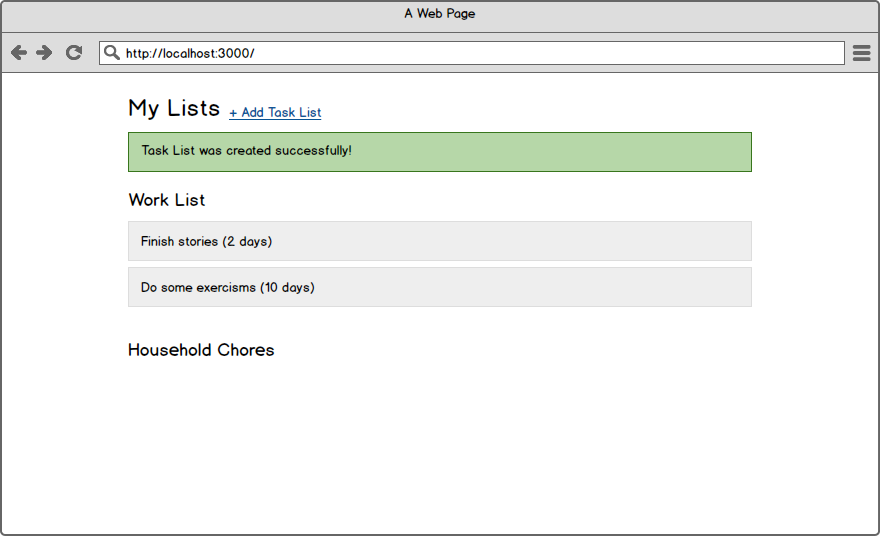 A Web Page
http://localhost:3000/
My Lists + Add Task List
Task List was created successfully!
Work List
Finish stories (2 days)
Do some exercisms (10 days)
Household Chores